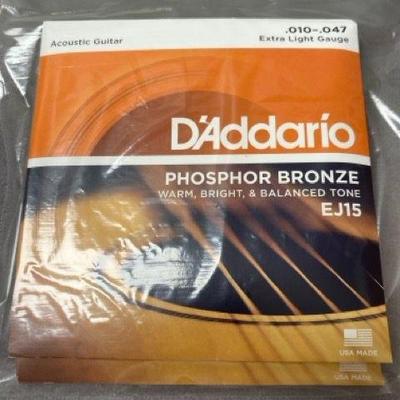 Acoustic Guitar
.010–.047
Extra Light Gauge
D'Addario
PHOSPHOR BRONZE
WARM, BRIGHT, & BALANCED TONE
EJ15
USA MADE
USA MADE